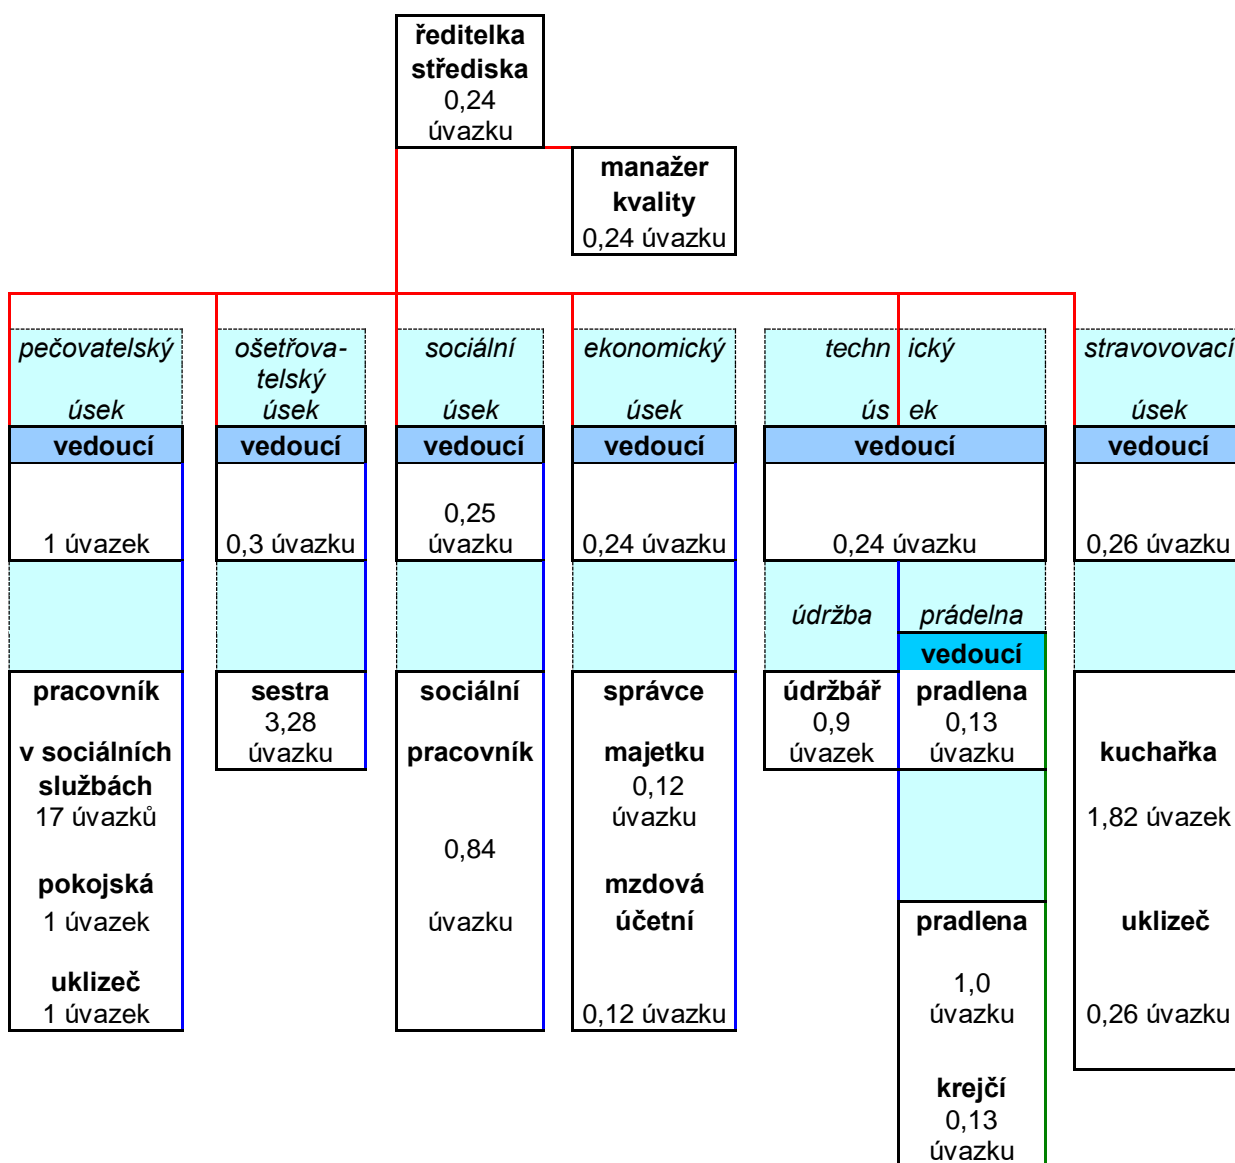 ředitelka
střediska
0,24
úvazku
manažer
kvality
0,24 úvazku
pečovatelský
úsek
vedoucí
1 úvazek
pracovník
v sociálních
službách
17 úvazků
pokojská
1 úvazek
uklizeč
1 úvazek
ošetřova-
telský
úsek
vedoucí
0,3 úvazku
sestra
3,28
úvazku
sociální
úsek
vedoucí
0,25
úvazku
sociální
pracovník
0,84
úvazku
ekonomický
úsek
vedoucí
0,24 úvazku
správce
majetku
0,12
úvazku
mzdová
účetní
0,12 úvazku
techn ický
ús ek
vedoucí
0,24 úvazku
údržba
údržbář
0,9
úvazek
prádelna
vedoucí
pradlena
0,13
úvazku
pradlena
1,0
úvazku
krejčí
0,13
úvazku
stravovovací
úsek
vedoucí
0,26 úvazku
kuchařka
1,82 úvazek
uklizeč
0,26 úvazku